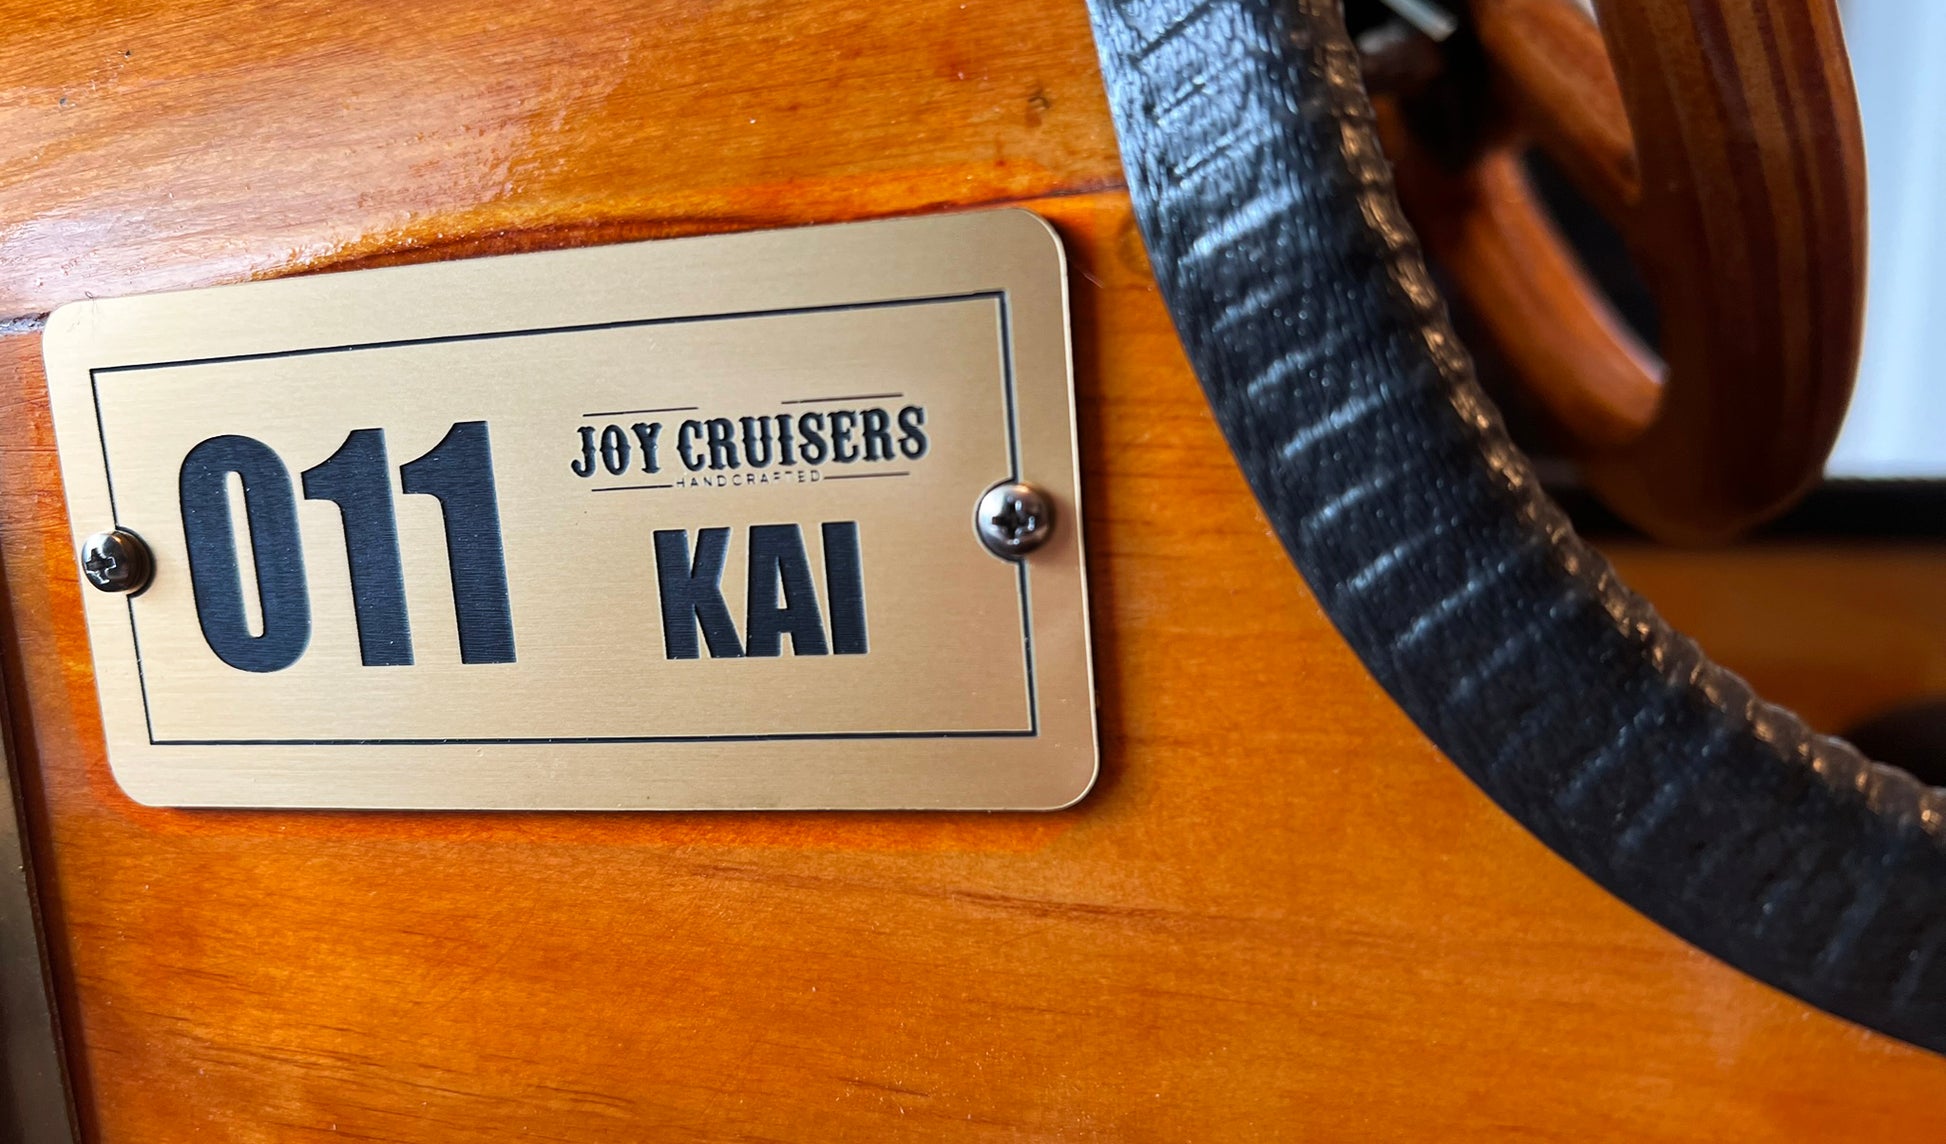 011
JOY CRUISERS
HANDCRAFTED
KAI